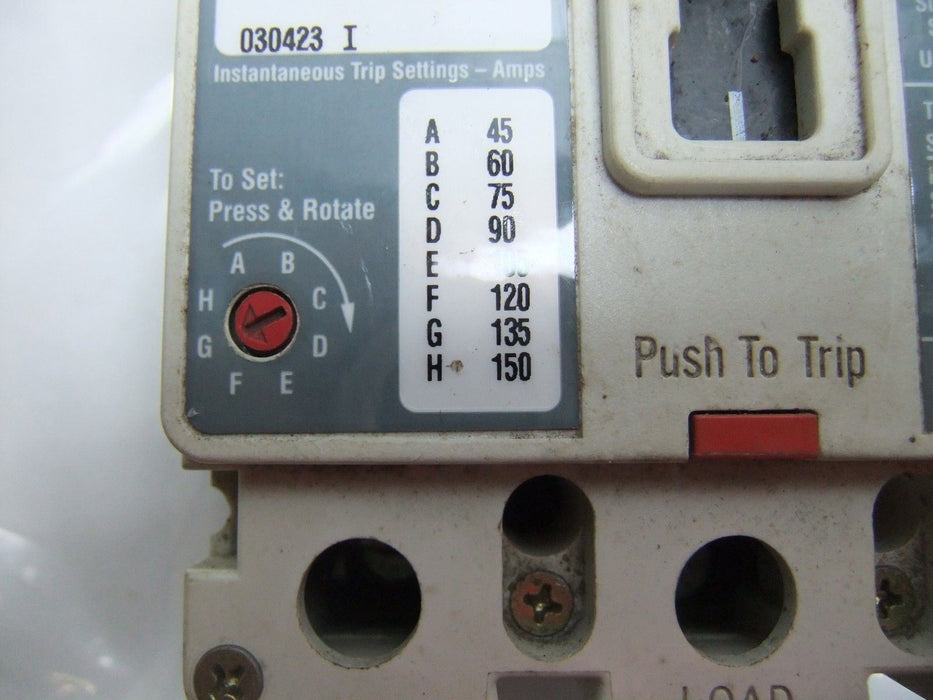 030423 I
Instantaneous Trip Settings – Amps
A 45
B 60
C 75
D 90
E
F 120
G 135
H 150
To Set:
Press & Rotate
A B
H C
G D
F E
Push To Trip
LOAD